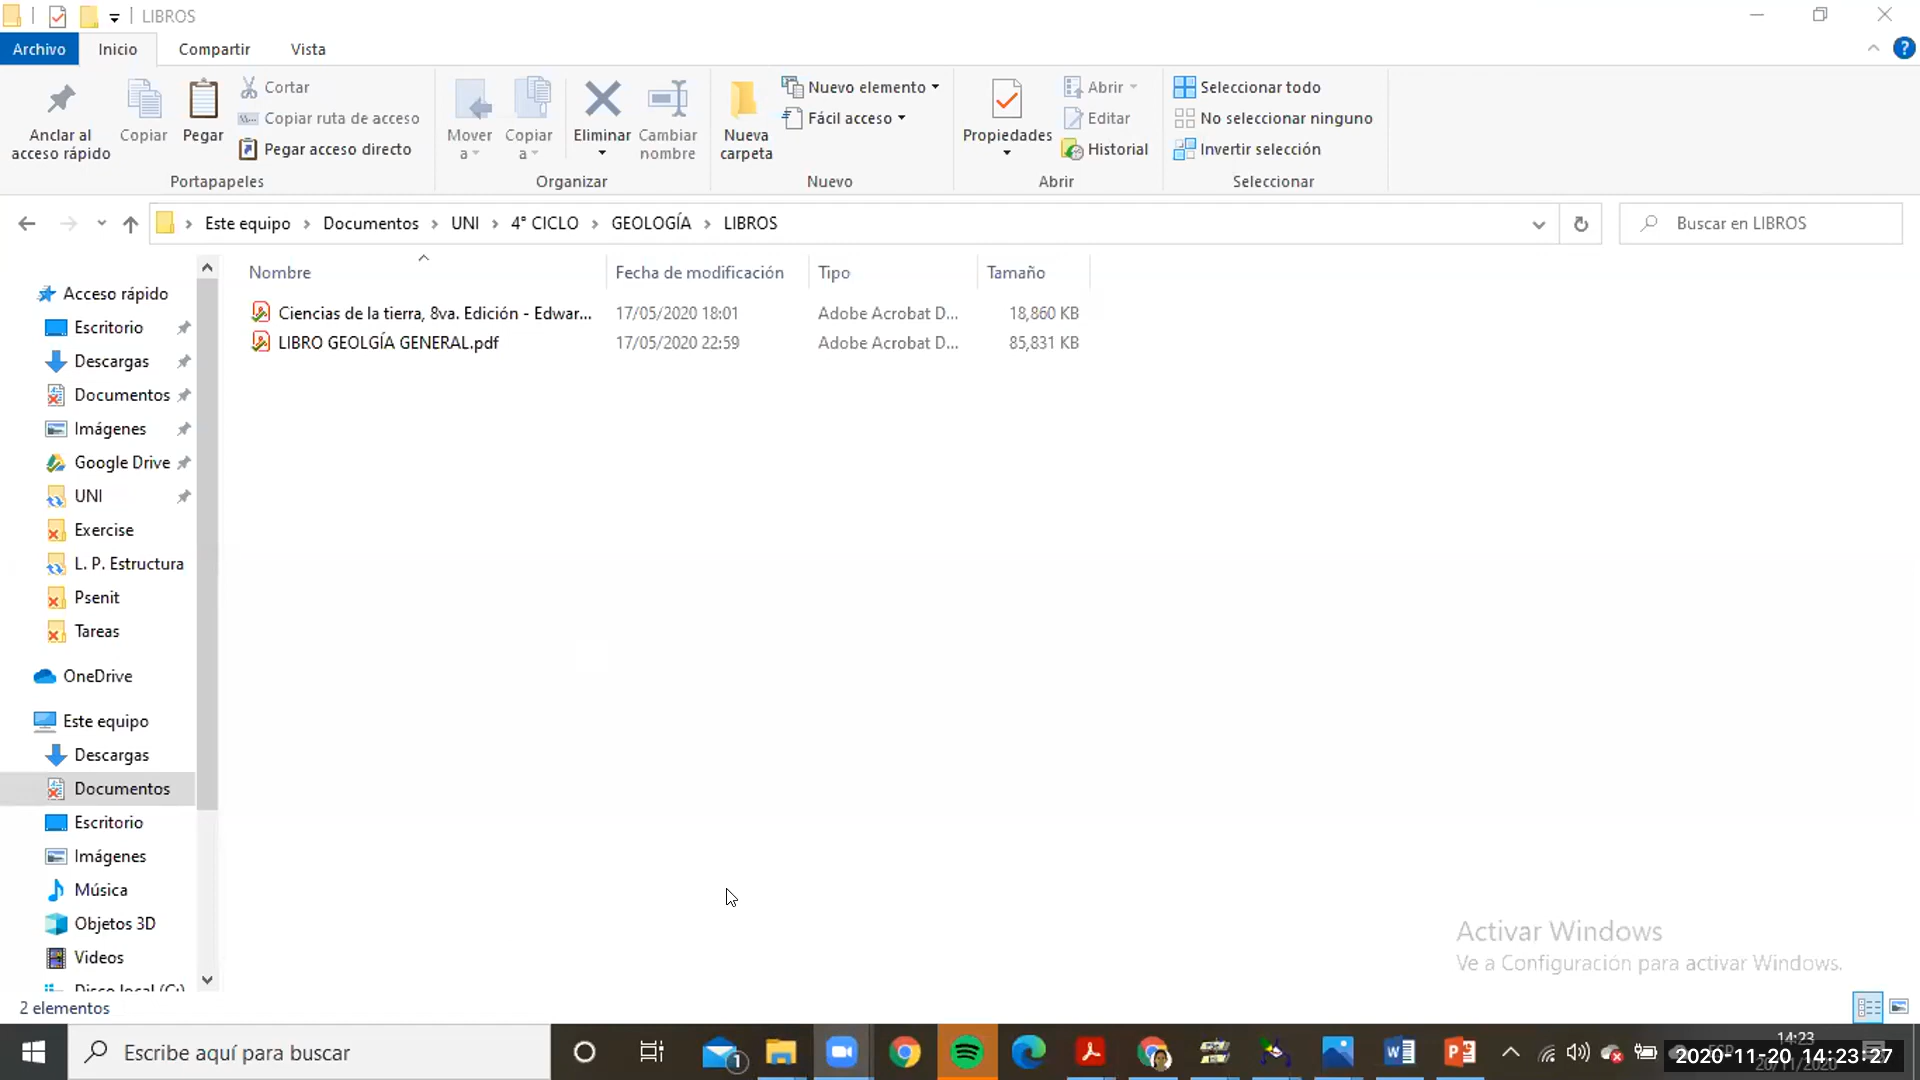 LIBROS
Archivo Inicio Compartir Vista
Anclar al acceso rápido
Copiar
Pegar
Cortar
Copiar ruta de acceso
Pegar acceso directo
Portapapeles
Mover a
Copiar a
Eliminar
Cambiar nombre
Organizar
Nueva carpeta
Nuevo elemento
Fácil acceso
Nuevo
Propiedades
Abrir
Editar
Historial
Abrir
Seleccionar todo
No seleccionar ninguno
Invertir selección
Seleccionar
Este equipo > Documentos > UNI > 4° CICLO > GEOLOGÍA > LIBROS
Buscar en LIBROS
Nombre Fecha de modificación Tipo Tamaño
Ciencias de la tierra, 8va. Edición - Edwar... 17/05/2020 18:01 Adobe Acrobat D... 18,860 KB
LIBRO GEOLGÍA GENERAL.pdf 17/05/2020 22:59 Adobe Acrobat D... 85,831 KB
Acceso rápido
Escritorio
Descargas
Documentos
Imágenes
Google Drive
UNI
Exercise
L. P. Estructura
Psenit
Tareas
OneDrive
Este equipo
Descargas
Documentos
Escritorio
Imágenes
Música
Objetos 3D
Videos
Disco local (C:)
2 elementos
Activar Windows
Ve a Configuración para activar Windows.
Escribe aquí para buscar
1
14:23
2020-11-20 14:23:27